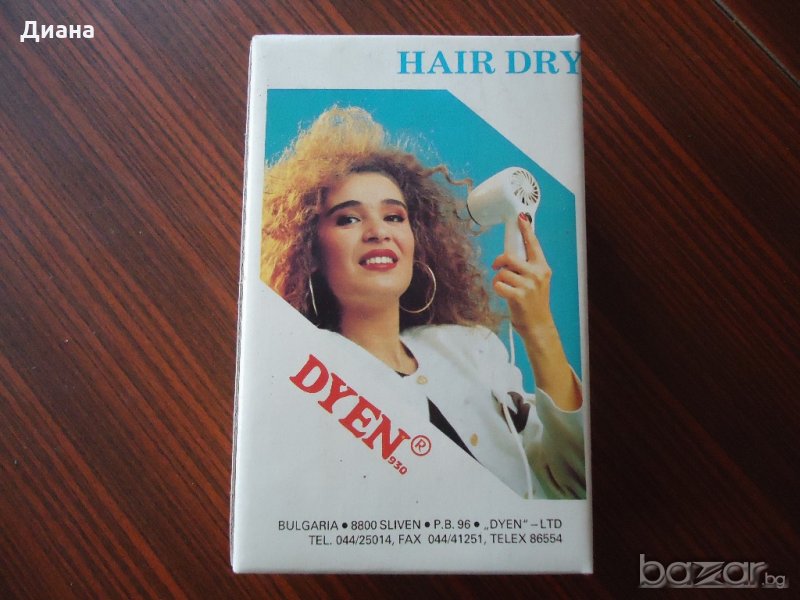 Диана
HAIR DRY
DYEN®
930
BULGARIA • 8800 SLIVEN • P.B. 96 • „DYEN" – LTD
TEL. 044/25014, FAX 044/41251, TELEX 86554
bazar.bg